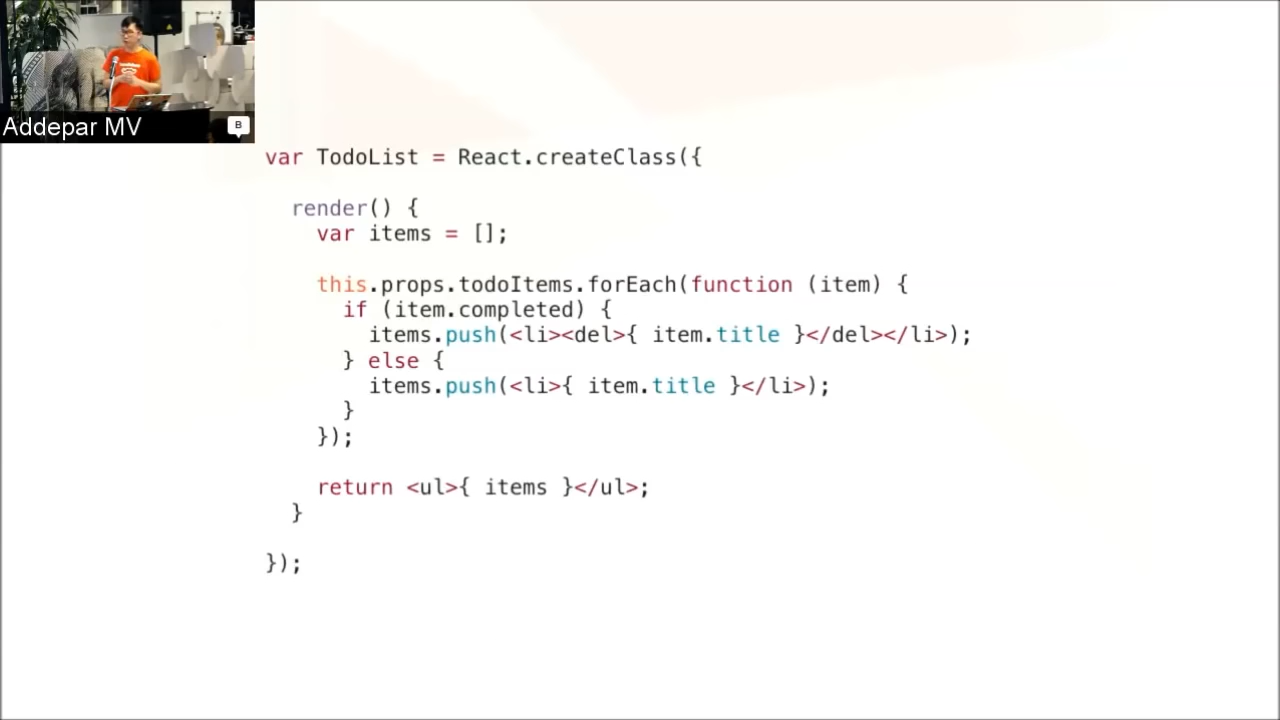 Addepar MV
B
var TodoList = React.createClass({
render() {
var items = [];
this.props.todoItems.forEach(function (item) {
if (item.completed) {
items.push(<li><del>{ item.title }</del></li>);
} else {
items.push(<li>{ item.title }</li>);
}
});
return <ul>{ items }</ul>;
}
});